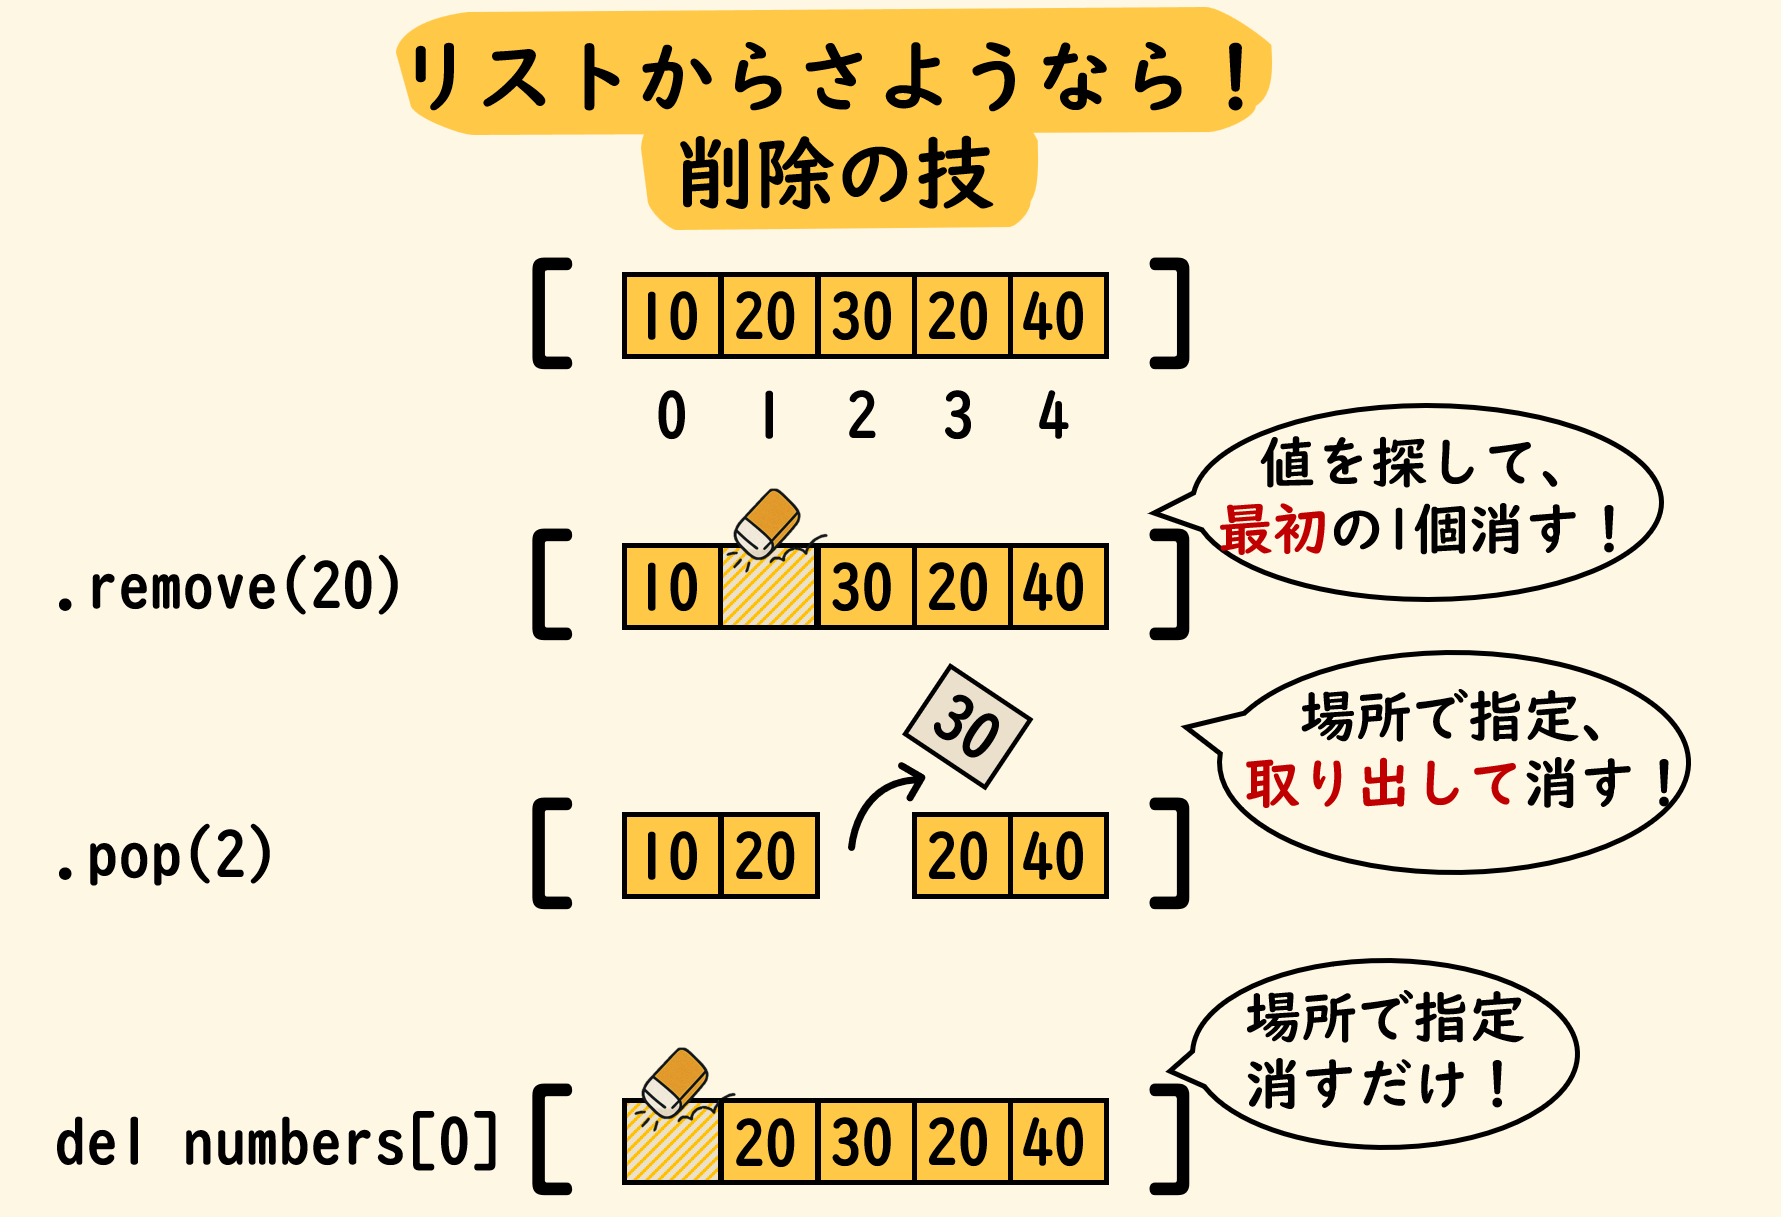 リストからさようなら！
削除の技
[ 10 20 30 20 40 ]
0 1 2 3 4
値を探して、
最初の1個消す！
.remove(20) [ 10 30 20 40 ]
場所で指定、
取り出して消す！
30
.pop(2) [ 10 20 20 40 ]
場所で指定
消すだけ！
del numbers[0] [ 20 30 20 40 ]